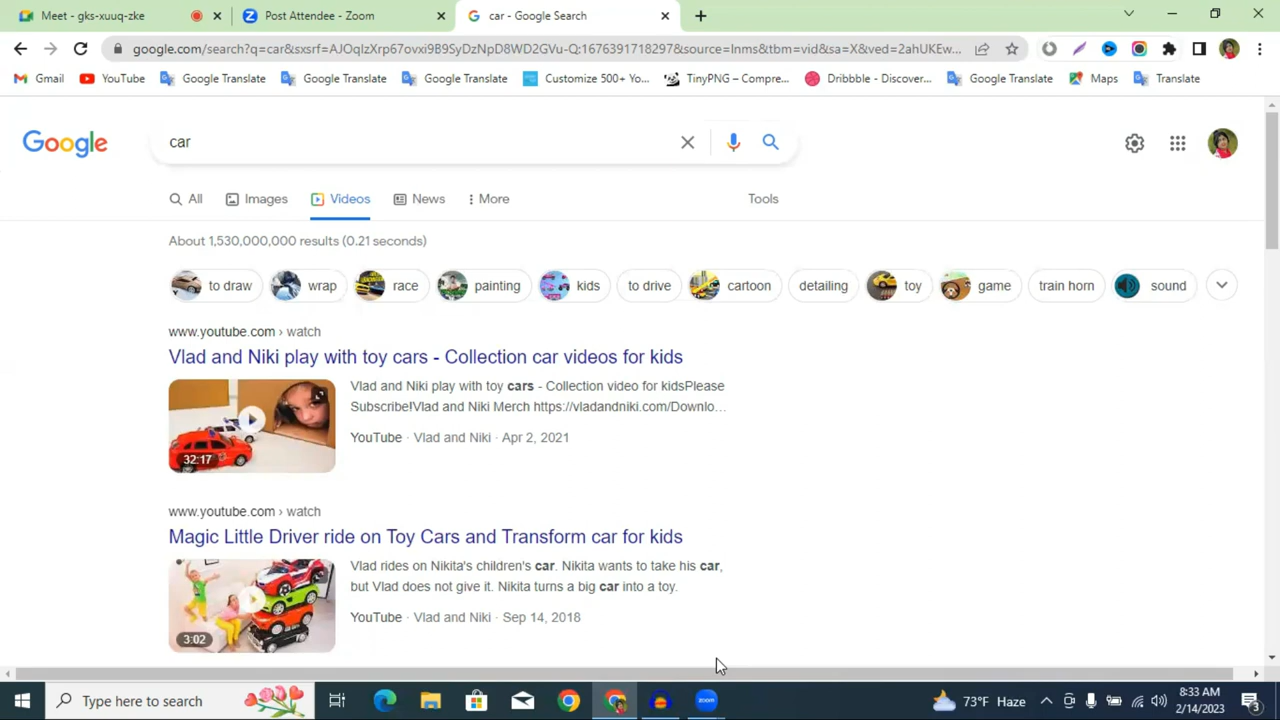 Meet - gks-xuuq-zke
Post Attendee - Zoom
car - Google Search
google.com/search?q=car&sxsrf=AJOqlzXrp67ovxi9B9SyDzNpD8WD2GVu-Q:1676391718297&source=lnms&tbm=vid&sa=X&ved=2ahUKEw...
Gmail YouTube Google Translate Google Translate Google Translate Customize 500+ Yo... TinyPNG – Compre... Dribbble - Discover... Google Translate Maps Translate
Google
car
All Images Videos News More Tools
About 1,530,000,000 results (0.21 seconds)
to draw wrap race painting kids to drive cartoon detailing toy game train horn sound
www.youtube.com › watch
Vlad and Niki play with toy cars - Collection car videos for kids
Vlad and Niki play with toy cars - Collection video for kidsPlease
Subscribe!Vlad and Niki Merch https://vladandniki.com/Downlo...
YouTube · Vlad and Niki · Apr 2, 2021
32:17
www.youtube.com › watch
Magic Little Driver ride on Toy Cars and Transform car for kids
Vlad rides on Nikita's children's car. Nikita wants to take his car,
but Vlad does not give it. Nikita turns a big car into a toy.
YouTube · Vlad and Niki · Sep 14, 2018
3:02
Type here to search
zoom
73°F Haze
8:33 AM
2/14/2023
3